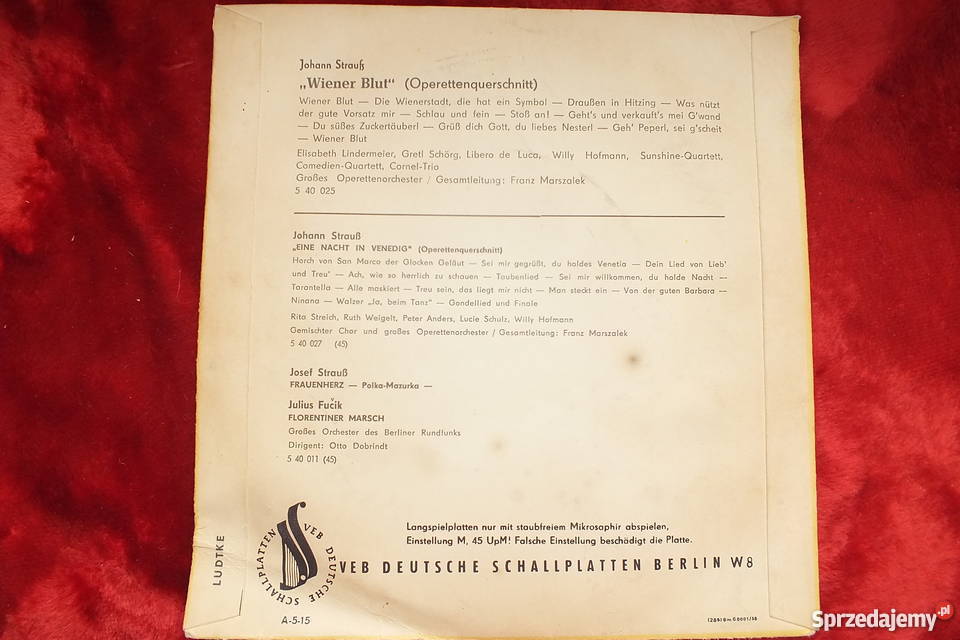 Johann Strauß
„Wiener Blut“ (Operettenquerschnitt)
Wiener Blut — Die Wienerstadt, die hat ein Symbol — Draußen in Hitzing — Was nützt
der gute Vorsatz mir — Schlau und fein — Stoß an! — Geht's und verkauft's mei G'wand
— Du süßes Zuckertäuberl — Grüß dich Gott, du liebes Nesterl — Geh' Peperl, sei g'scheit
— Wiener Blut
Elisabeth Lindermeier, Gretl Schörg, Libero de Luca, Willy Hofmann, Sunshine-Quartett,
Comedien-Quartett, Cornel-Trio
Großes Operettenorchester / Gesamtleitung: Franz Marszalek
5 40 025
Johann Strauß
„EINE NACHT IN VENEDIG“ (Operettenquerschnitt)
Horch von San Marco der Glocken Geläut — Sei mir gegrüßt, du holdes Venetia — Dein Lied von Lieb'
und Treu' — Ach, wie so herrlich zu schauen — Taubenlied — Sei mir willkommen, du holde Nacht —
Tarantella — Alle maskiert — Treu sein, das liegt mir nicht — Man steckt ein — Von der guten Barbara —
Ninana — Walzer „Ja, beim Tanz“ — Gondellied und Finale
Rita Streich, Ruth Weigelt, Peter Anders, Lucie Schulz, Willy Hofmann
Gemischter Chor und großes Operettenorchester / Gesamtleitung: Franz Marszalek
5 40 027 (45)
Josef Strauß
FRAUENHERZ — Polka-Mazurka —
Julius Fučik
FLORENTINER MARSCH
Großes Orchester des Berliner Rundfunks
Dirigent: Otto Dobrindt
5 40 011 (45)
Langspielplatten nur mit staubfreiem Mikrosaphir abspielen,
Einstellung M, 45 UpM! Falsche Einstellung beschädigt die Platte.
VEB DEUTSCHE SCHALLPLATTEN
VEB DEUTSCHE SCHALLPLATTEN BERLIN W8
LUDTKE
A-5-15
Sprzedajemy.pl